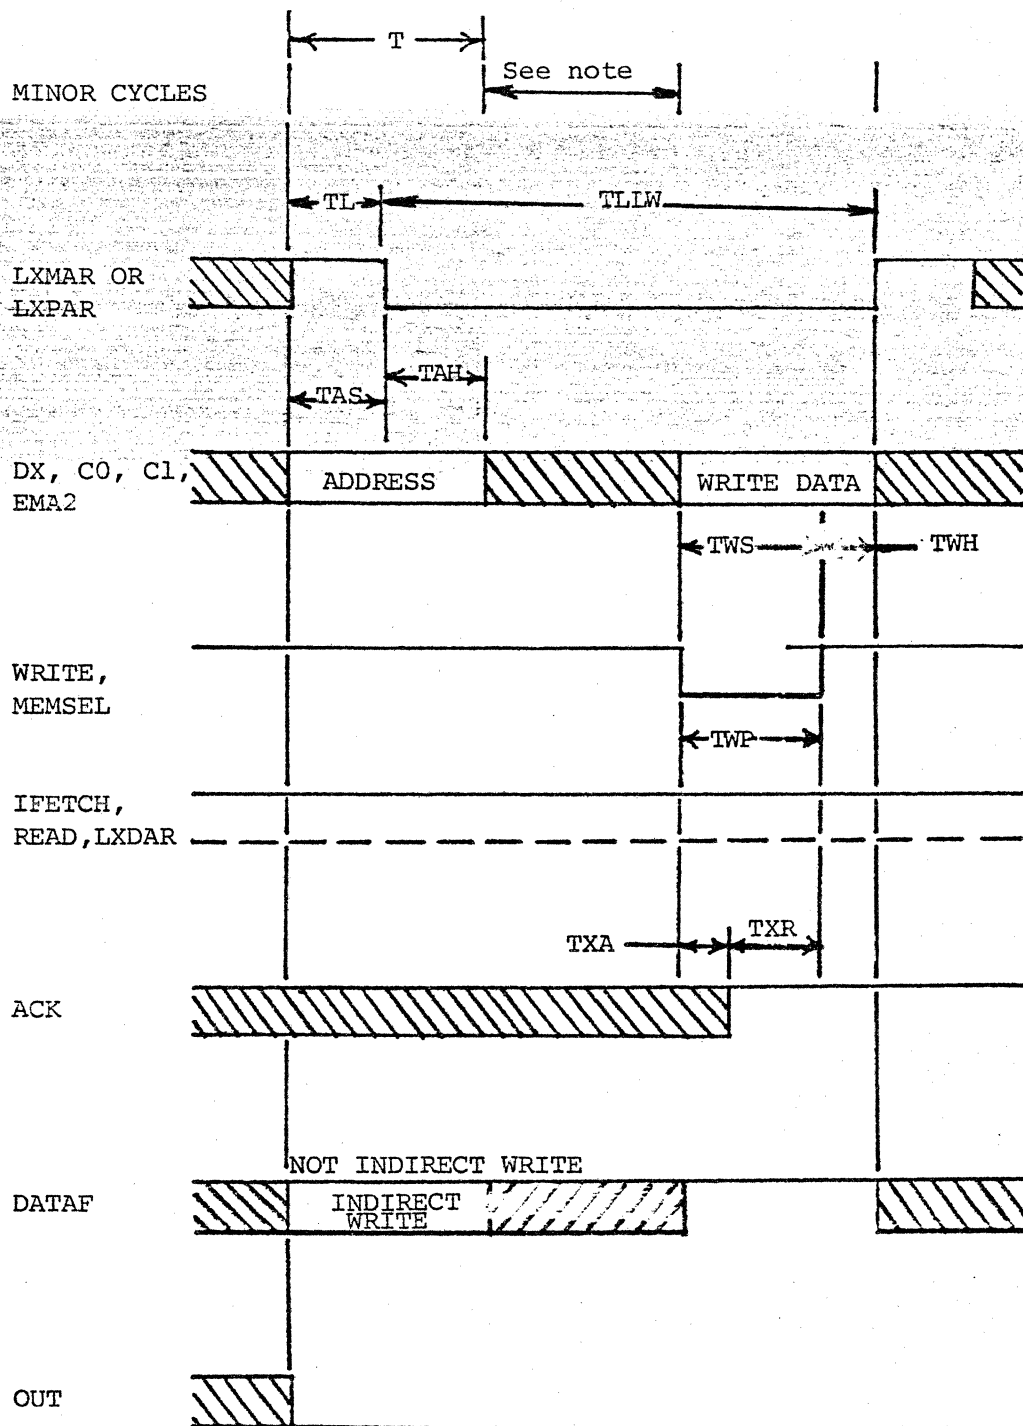 T
See note
MINOR CYCLES
TL
TLIW
LXMAR OR
LXPAR
TAH
TAS
DX, C0, C1,
EMA2
ADDRESS
WRITE DATA
TWS
TWH
WRITE,
MEMSEL
TWP
IFETCH,
READ,LXDAR
TXA
TXR
ACK
NOT INDIRECT WRITE
DATAF
INDIRECT
WRITE
OUT